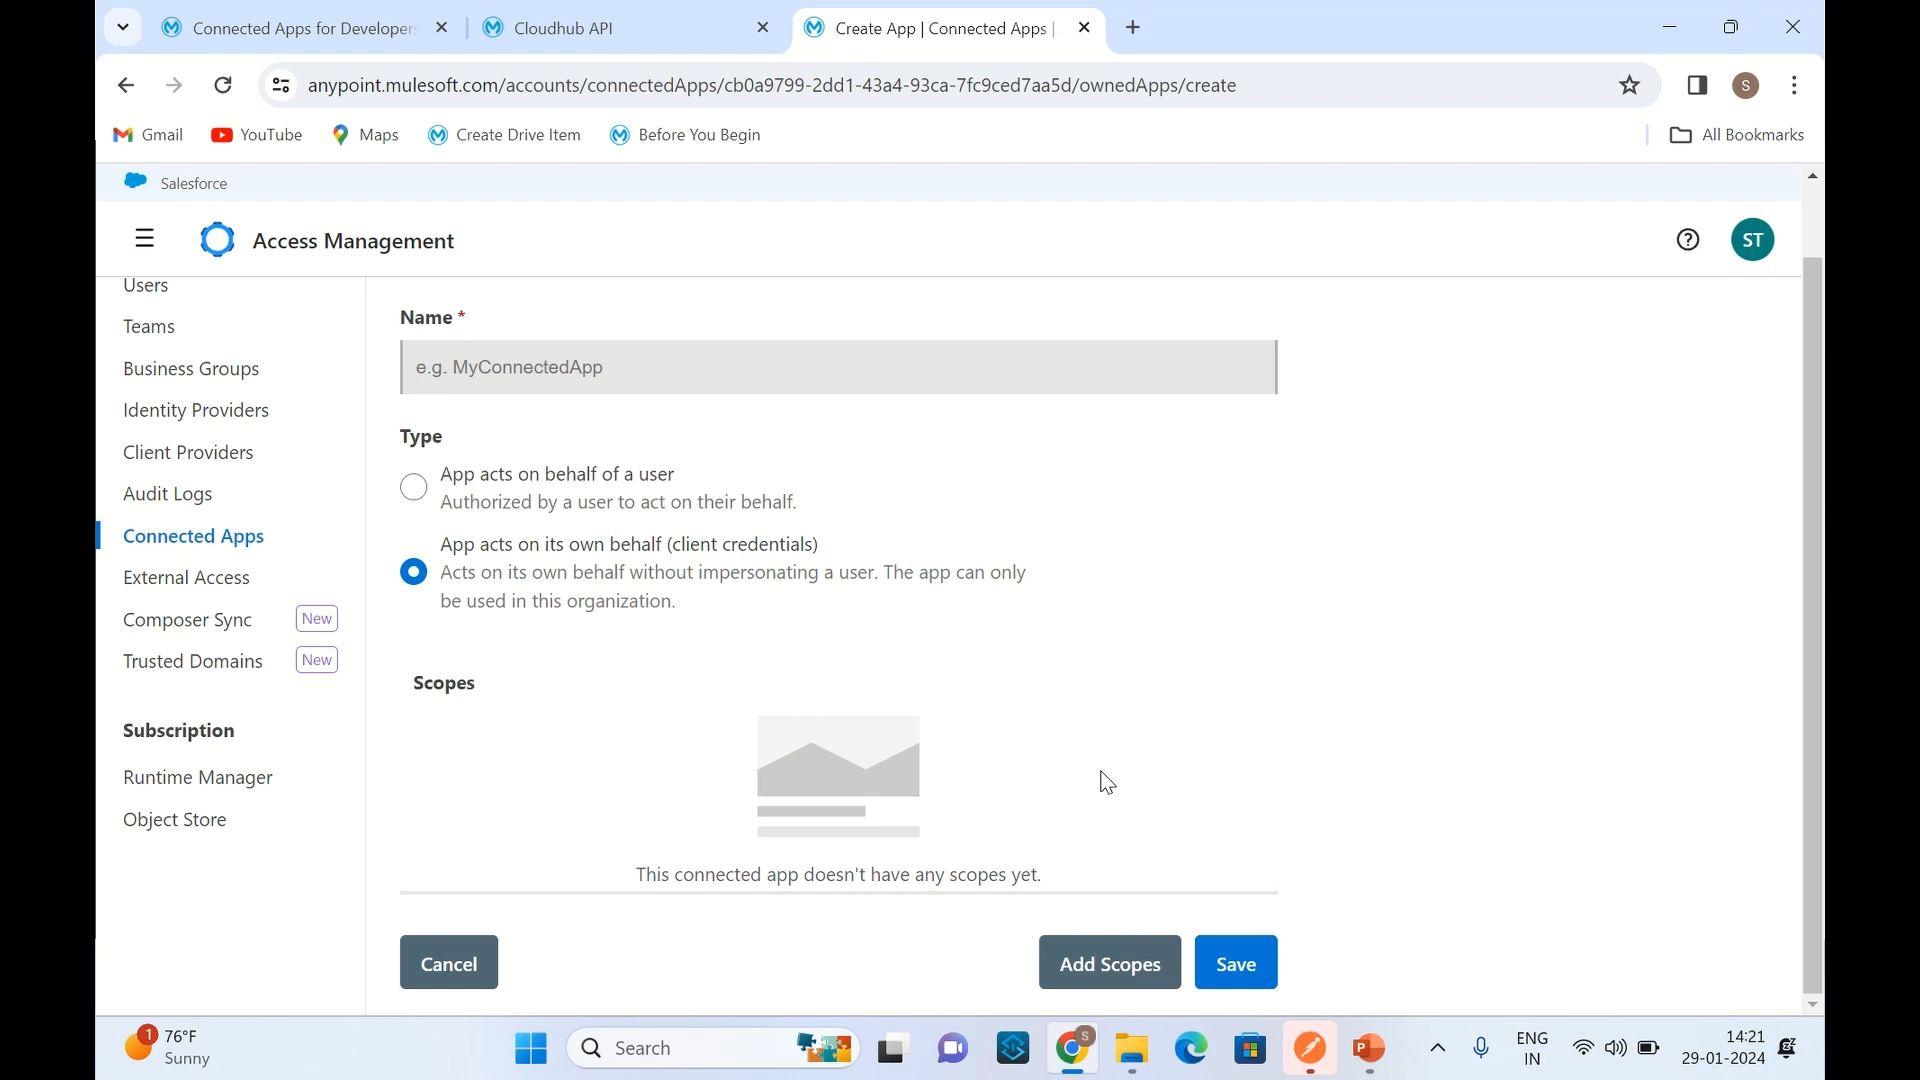 Connected Apps for Developers
Cloudhub API
Create App | Connected Apps |
anypoint.mulesoft.com/accounts/connectedApps/cb0a9799-2dd1-43a4-93ca-7fc9ced7aa5d/ownedApps/create
S
Gmail
YouTube
Maps
Create Drive Item
Before You Begin
All Bookmarks
Salesforce
Access Management
ST
Users
Teams
Business Groups
Identity Providers
Client Providers
Audit Logs
Connected Apps
External Access
Composer Sync New
Trusted Domains New
Subscription
Runtime Manager
Object Store
Name *
e.g. MyConnectedApp
Type
App acts on behalf of a user
Authorized by a user to act on their behalf.
App acts on its own behalf (client credentials)
Acts on its own behalf without impersonating a user. The app can only
be used in this organization.
Scopes
This connected app doesn't have any scopes yet.
Cancel
Add Scopes
Save
1
76°F
Sunny
Search
S
P
ENG
IN
14:21
29-01-2024